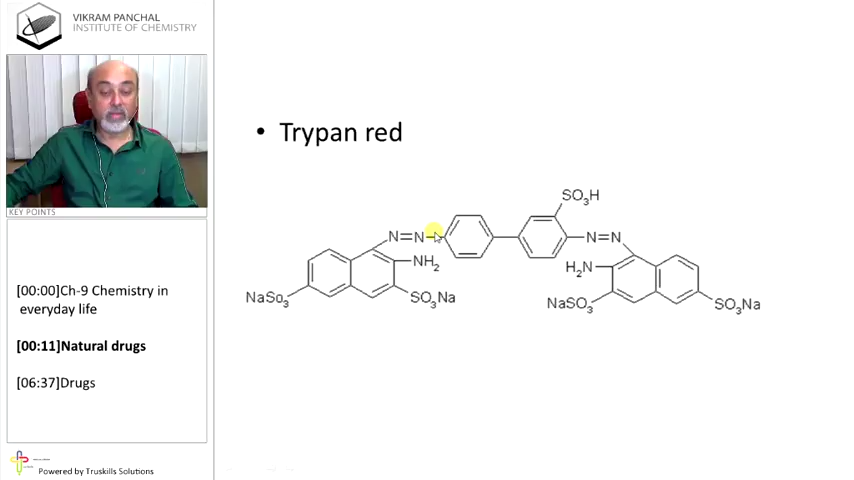 VIKRAM PANCHAL
INSTITUTE OF CHEMISTRY
KEY POINTS
[00:00]Ch-9 Chemistry in
everyday life
[00:11]Natural drugs
[06:37]Drugs
Powered by Truskills Solutions
• Trypan red
SO3H
N=N
N=N
NH2
H2N
NaSo3
SO3Na
NaSO3
SO3Na